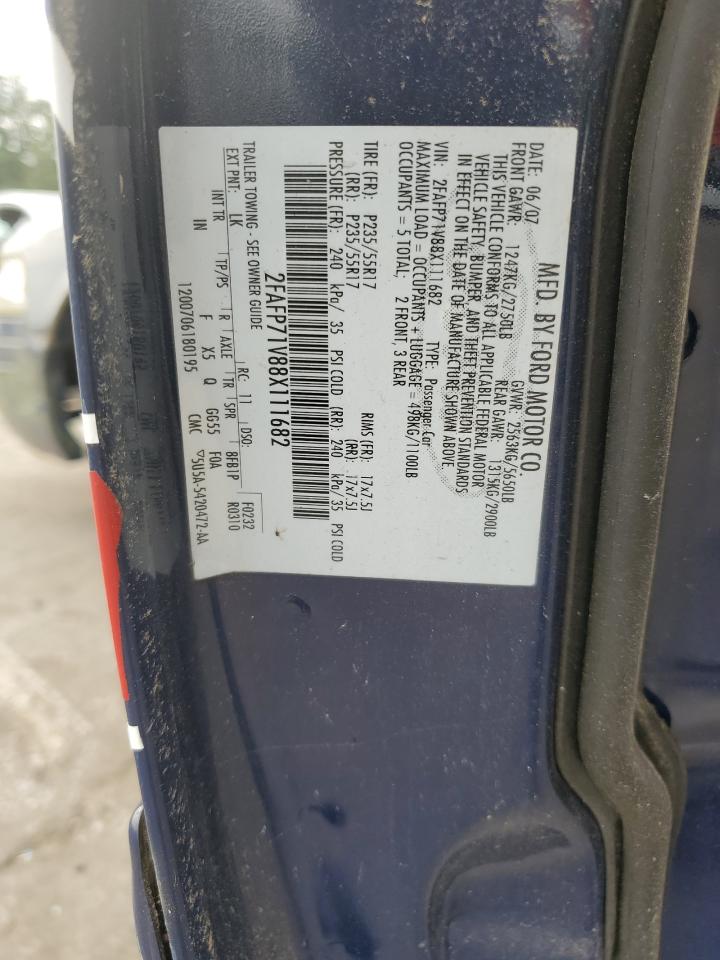 MFD. BY FORD MOTOR CO.
DATE: 06/07 GVWR: 2563KG/5650LB
FRONT GAWR: 1247KG/2750LB REAR GAWR: 1315KG/2900LB
THIS VEHICLE CONFORMS TO ALL APPLICABLE FEDERAL MOTOR
VEHICLE SAFETY, BUMPER, AND THEFT PREVENTION STANDARDS
IN EFFECT ON THE DATE OF MANUFACTURE SHOWN ABOVE.
VIN: 2FAFP71V88X111682 TYPE: Passenger Car
MAXIMUM LOAD = OCCUPANTS + LUGGAGE = 498KG/1100LB
OCCUPANTS = 5 TOTAL; 2 FRONT, 3 REAR
TIRE (FR): P235/55R17 RIMS (FR): 17x7.5J
(RR): P235/55R17 (RR): 17x7.5J
PRESSURE (FR): 240 kPa/ 35 PSI COLD (RR): 240 kPa/ 35 PSI COLD
2FAFP71V88X111682
TRAILER TOWING - SEE OWNER GUIDE
EXT PNT: LK RC: 11 DSO: F0232
INT TR TP/PS R AXLE TR SPR 8FB1P R0310
IN F X5 Q GG55 F0A
1200706180195 CMC ▽5U5A-5420472-AA